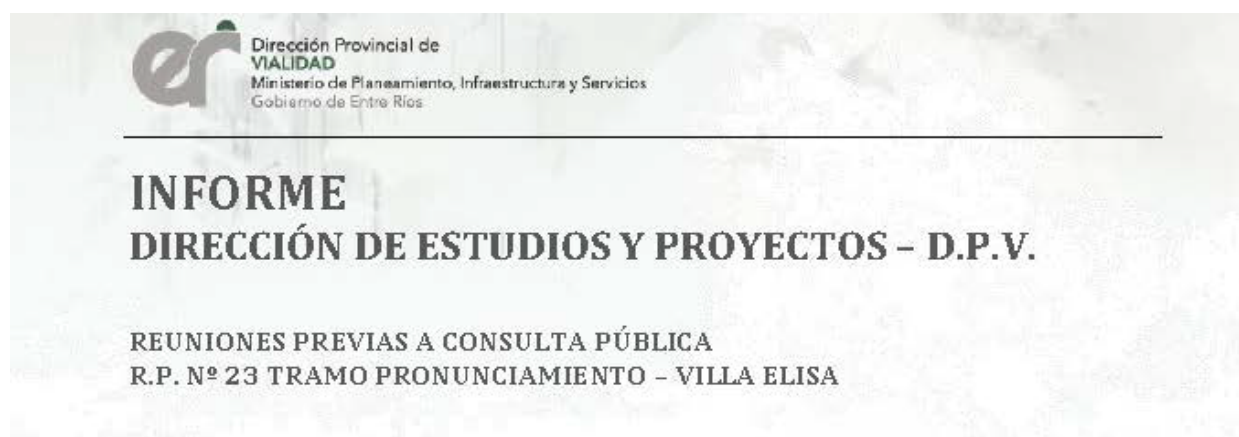 er
Dirección Provincial de
VIALIDAD
Ministerio de Planeamiento, Infraestructura y Servicios
Gobierno de Entre Ríos
INFORME
DIRECCIÓN DE ESTUDIOS Y PROYECTOS – D.P.V.
REUNIONES PREVIAS A CONSULTA PÚBLICA
R.P. Nº 23 TRAMO PRONUNCIAMIENTO – VILLA ELISA